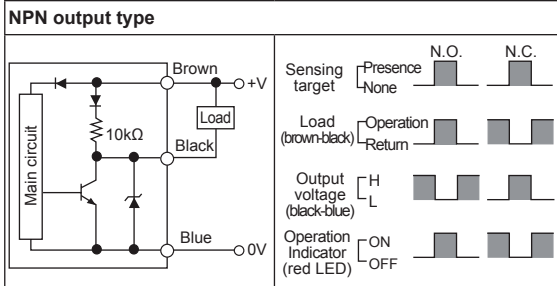 NPN output type
Main circuit
10kΩ
Brown
+V
Load
Black
Blue
0V
N.O. N.C.
Sensing target Presence None
Load (brown-black) Operation Return
Output voltage (black-blue) H L
Operation Indicator (red LED) ON OFF